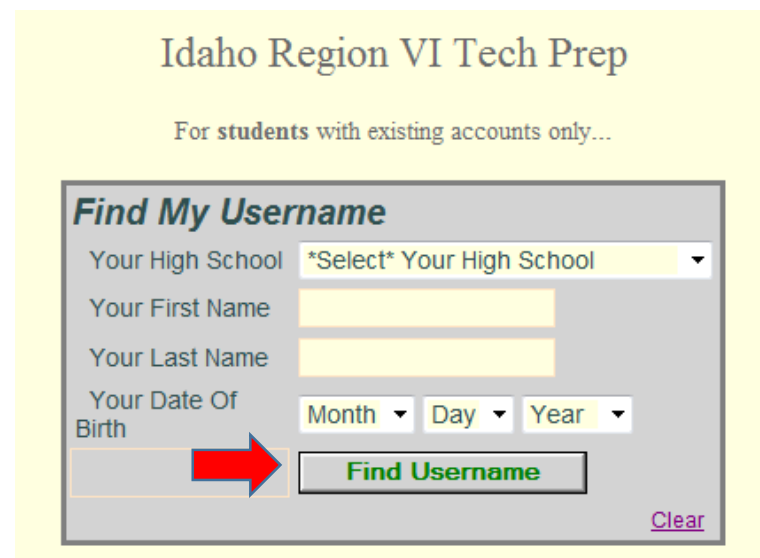 Idaho Region VI Tech Prep
For students with existing accounts only...
Find My Username
Your High School *Select* Your High School
Your First Name
Your Last Name
Your Date Of
Birth Month Day Year
Find Username
Clear